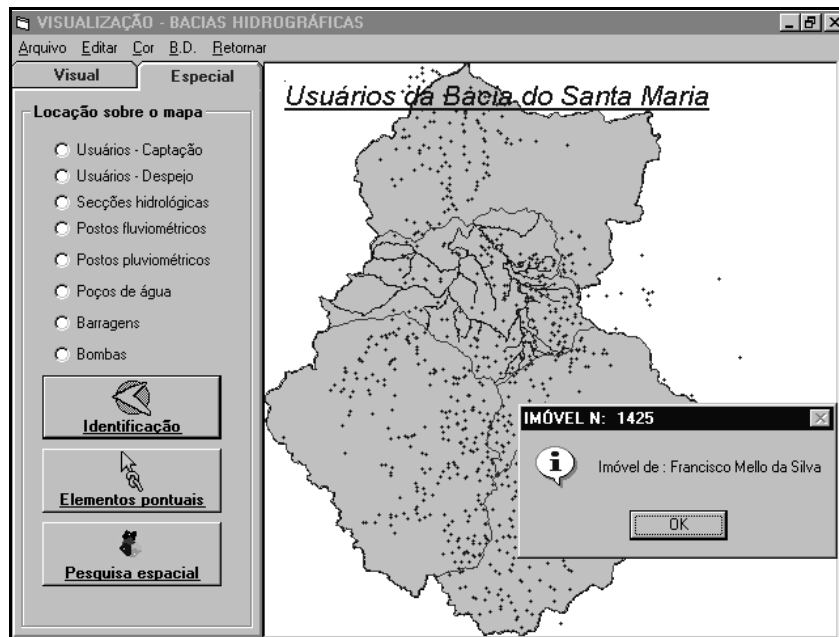 VISUALIZAÇÃO - BACIAS HIDROGRÁFICAS
Arquivo Editar Cor B.D. Retornar
Visual Especial
Locação sobre o mapa
Usuários - Captação
Usuários - Despejo
Secções hidrológicas
Postos fluviométricos
Postos pluviométricos
Poços de água
Barragens
Bombas
Identificação
Elementos pontuais
Pesquisa espacial
Usuários da Bacia do Santa Maria
IMÓVEL N: 1425
Imóvel de : Francisco Mello da Silva
OK